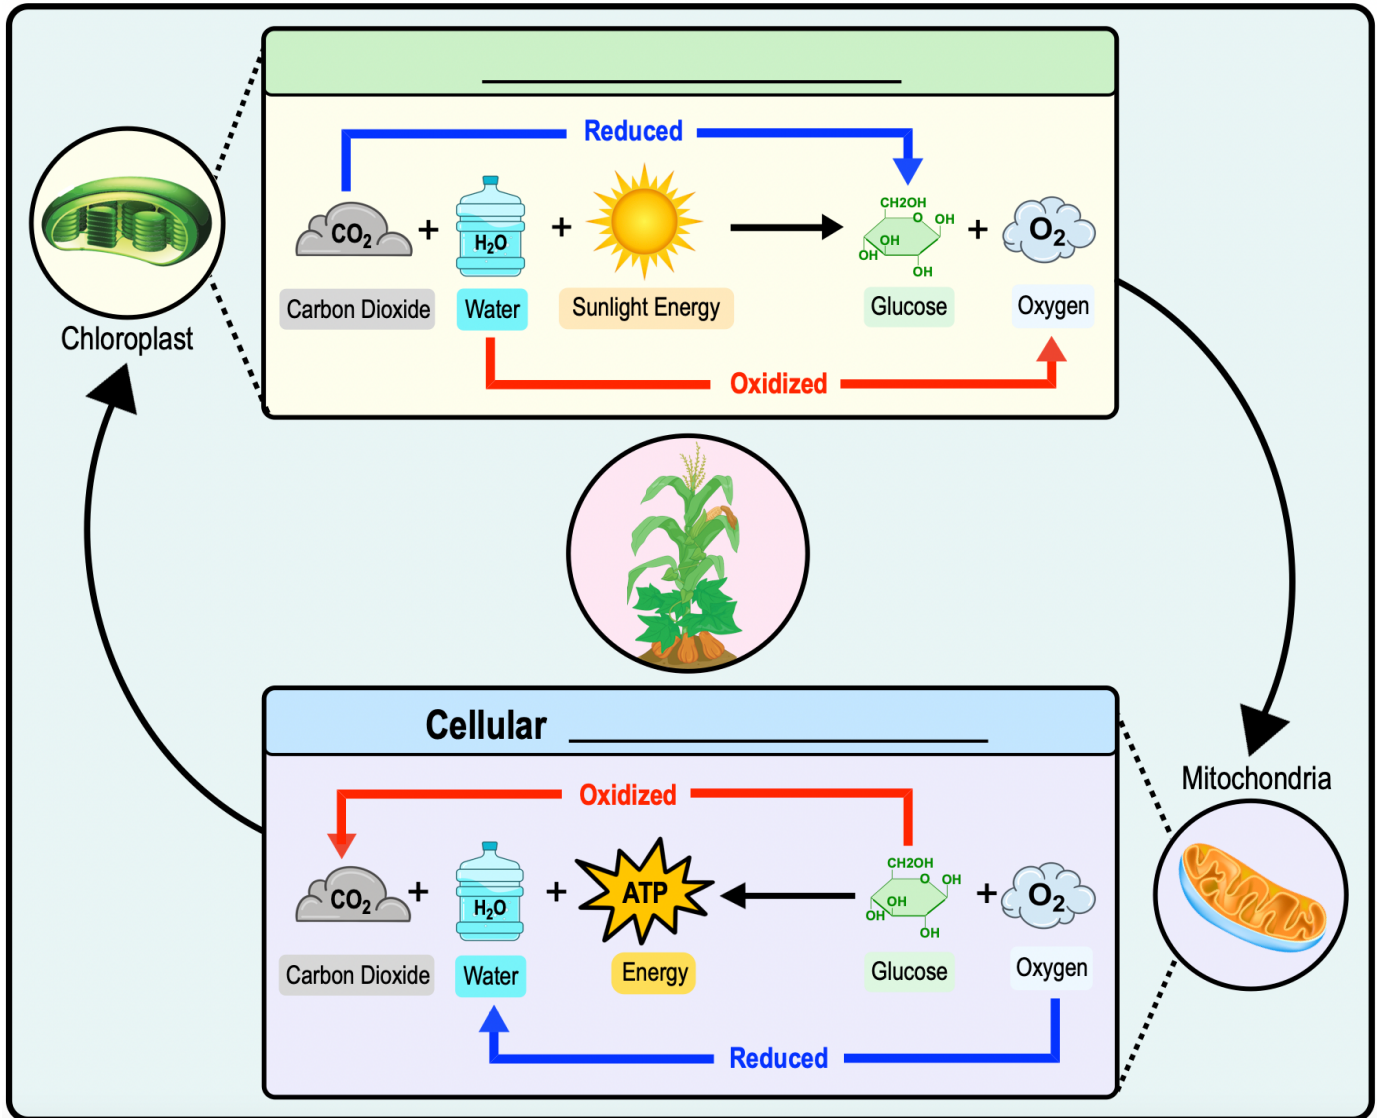 Reduced
CO₂ + H₂O + → CH2OH O OH OH OH OH + O₂
Carbon Dioxide Water Sunlight Energy Glucose Oxygen
Oxidized
Chloroplast
Cellular
Mitochondria
Oxidized
CO₂ + H₂O + ATP ← CH2OH O OH OH OH OH + O₂
Carbon Dioxide Water Energy Glucose Oxygen
Reduced